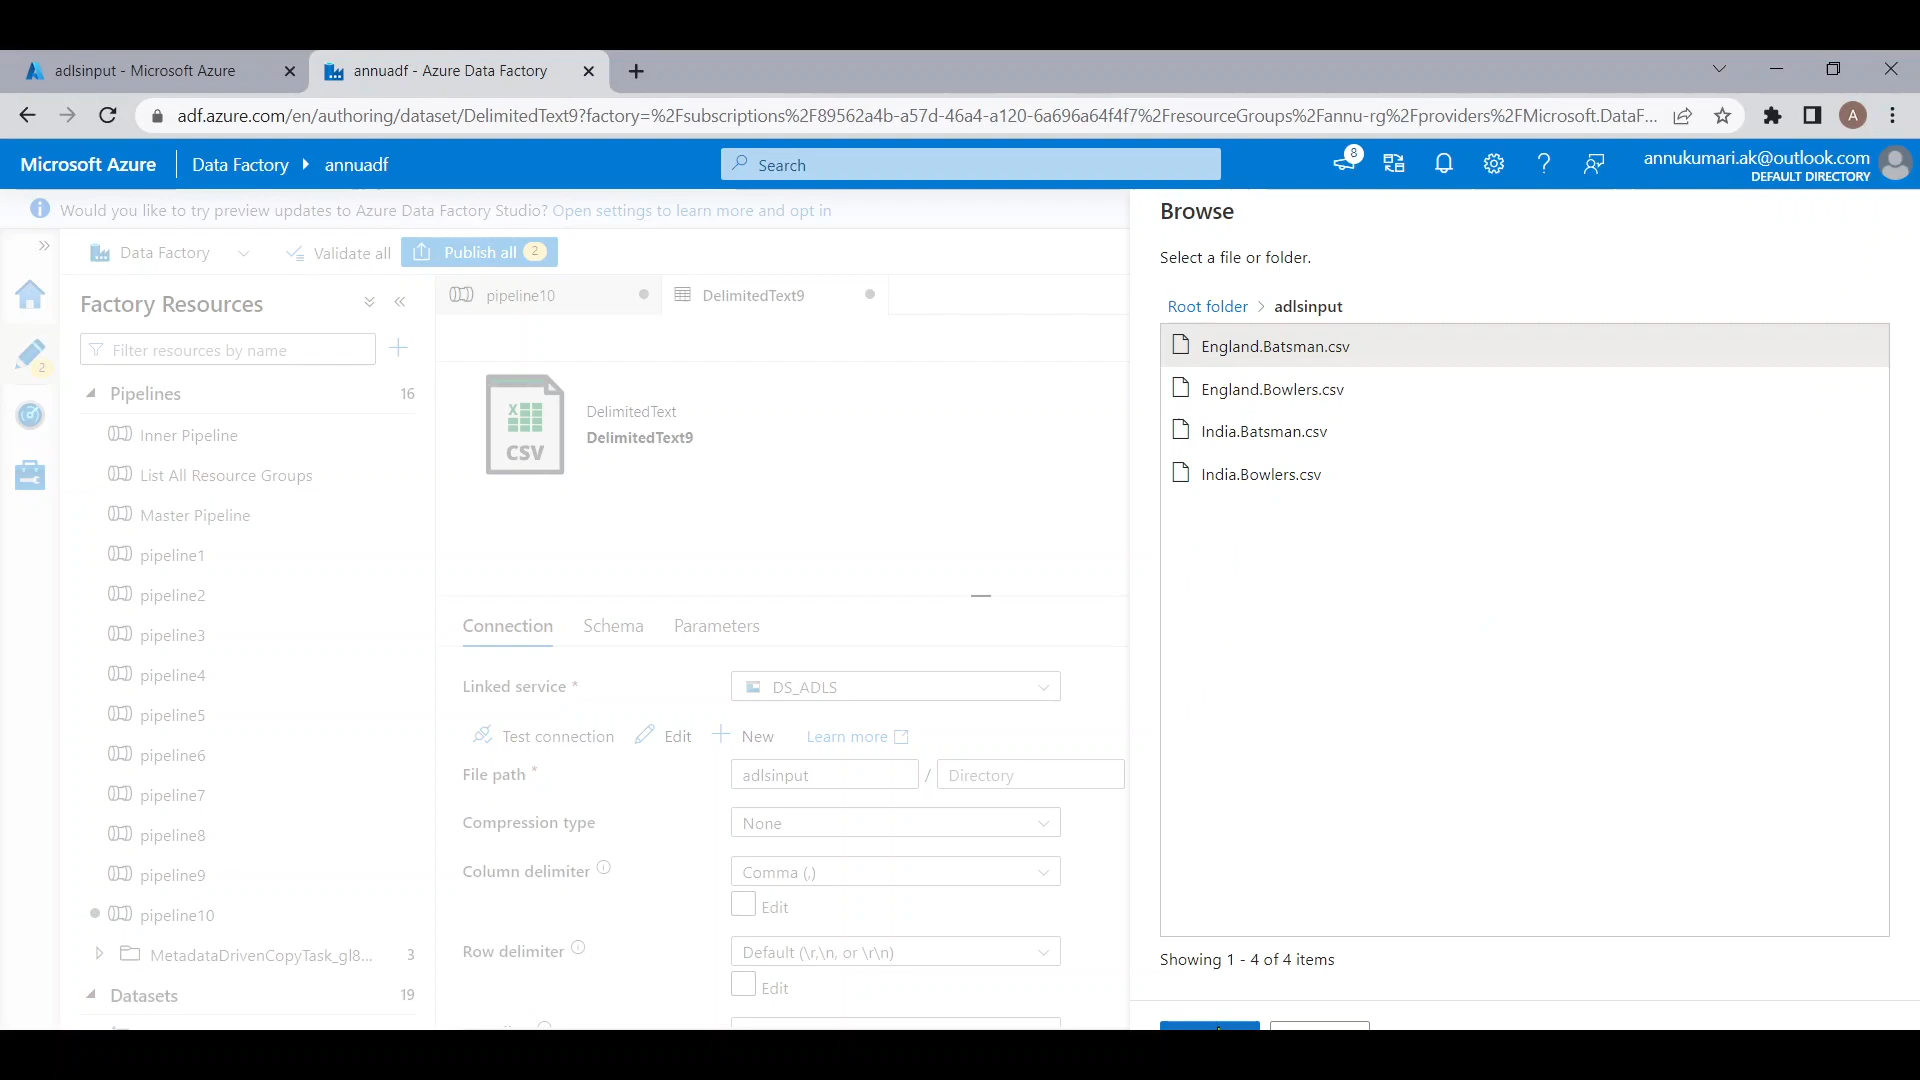 adlsinput - Microsoft Azure
annuadf - Azure Data Factory
adf.azure.com/en/authoring/dataset/DelimitedText9?factory=%2Fsubscriptions%2F89562a4b-a57d-46a4-a120-6a696a64f4f7%2FresourceGroups%2Fannu-rg%2Fproviders%2FMicrosoft.DataF...
A
Microsoft Azure
Data Factory
annuadf
Search
8
annukumari.ak@outlook.com
DEFAULT DIRECTORY
Would you like to try preview updates to Azure Data Factory Studio? Open settings to learn more and opt in
Data Factory
Validate all
Publish all 2
Factory Resources
Filter resources by name
2
Pipelines 16
Inner Pipeline
List All Resource Groups
Master Pipeline
pipeline1
pipeline2
pipeline3
pipeline4
pipeline5
pipeline6
pipeline7
pipeline8
pipeline9
pipeline10
MetadataDrivenCopyTask_gl8... 3
Datasets 19
pipeline10
DelimitedText9
X
CSV
DelimitedText
DelimitedText9
Connection
Schema
Parameters
Linked service *
DS_ADLS
Test connection
Edit
New
Learn more
File path *
adlsinput / Directory
Compression type
None
Column delimiter
Comma (,)
Edit
Row delimiter
Default (\r,\n, or \r\n)
Edit
Browse
Select a file or folder.
Root folder > adlsinput
England.Batsman.csv
England.Bowlers.csv
India.Batsman.csv
India.Bowlers.csv
Showing 1 - 4 of 4 items